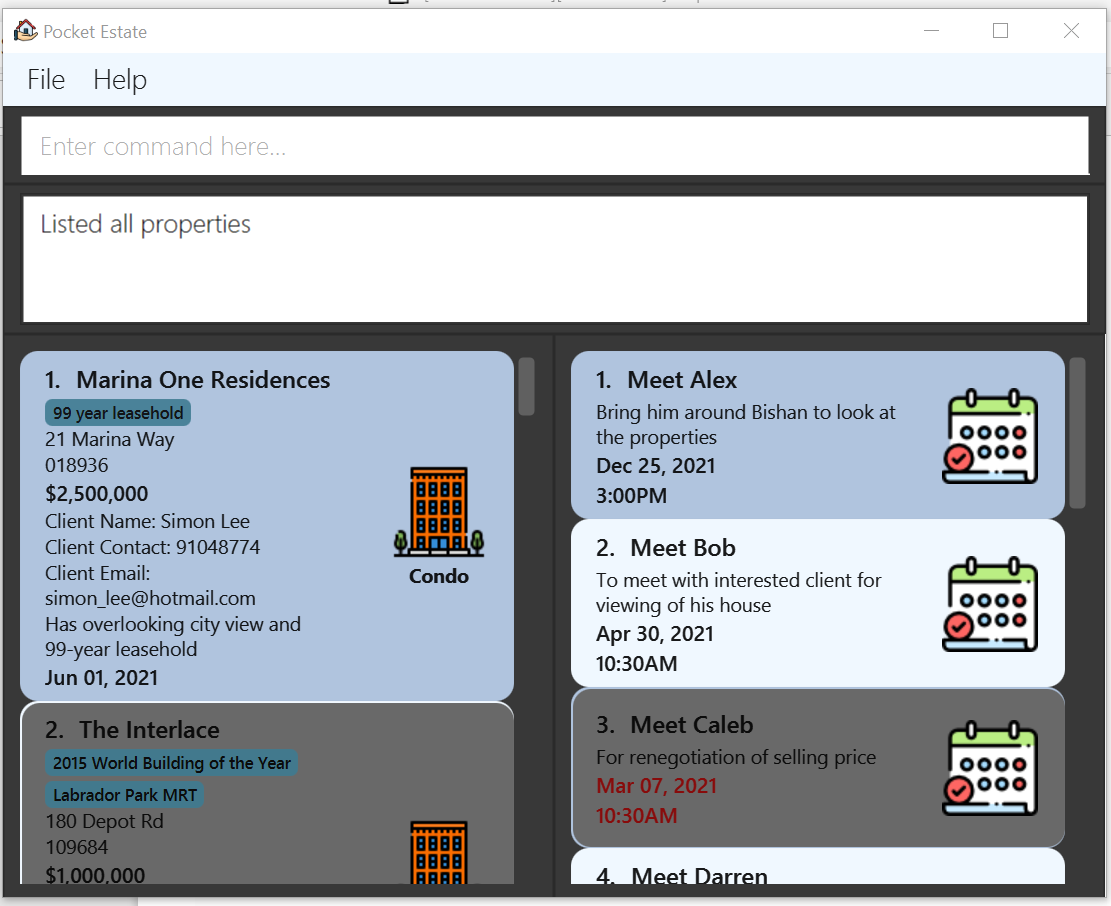 Pocket Estate
File Help
Enter command here...
Listed all properties
1. Marina One Residences
99 year leasehold
21 Marina Way
018936
$2,500,000
Client Name: Simon Lee
Client Contact: 91048774
Client Email:
simon_lee@hotmail.com
Has overlooking city view and
99-year leasehold
Jun 01, 2021
Condo
2. The Interlace
2015 World Building of the Year
Labrador Park MRT
180 Depot Rd
109684
$1,000,000
1. Meet Alex
Bring him around Bishan to look at
the properties
Dec 25, 2021
3:00PM
2. Meet Bob
To meet with interested client for
viewing of his house
Apr 30, 2021
10:30AM
3. Meet Caleb
For renegotiation of selling price
Mar 07, 2021
10:30AM
4. Meet Darren